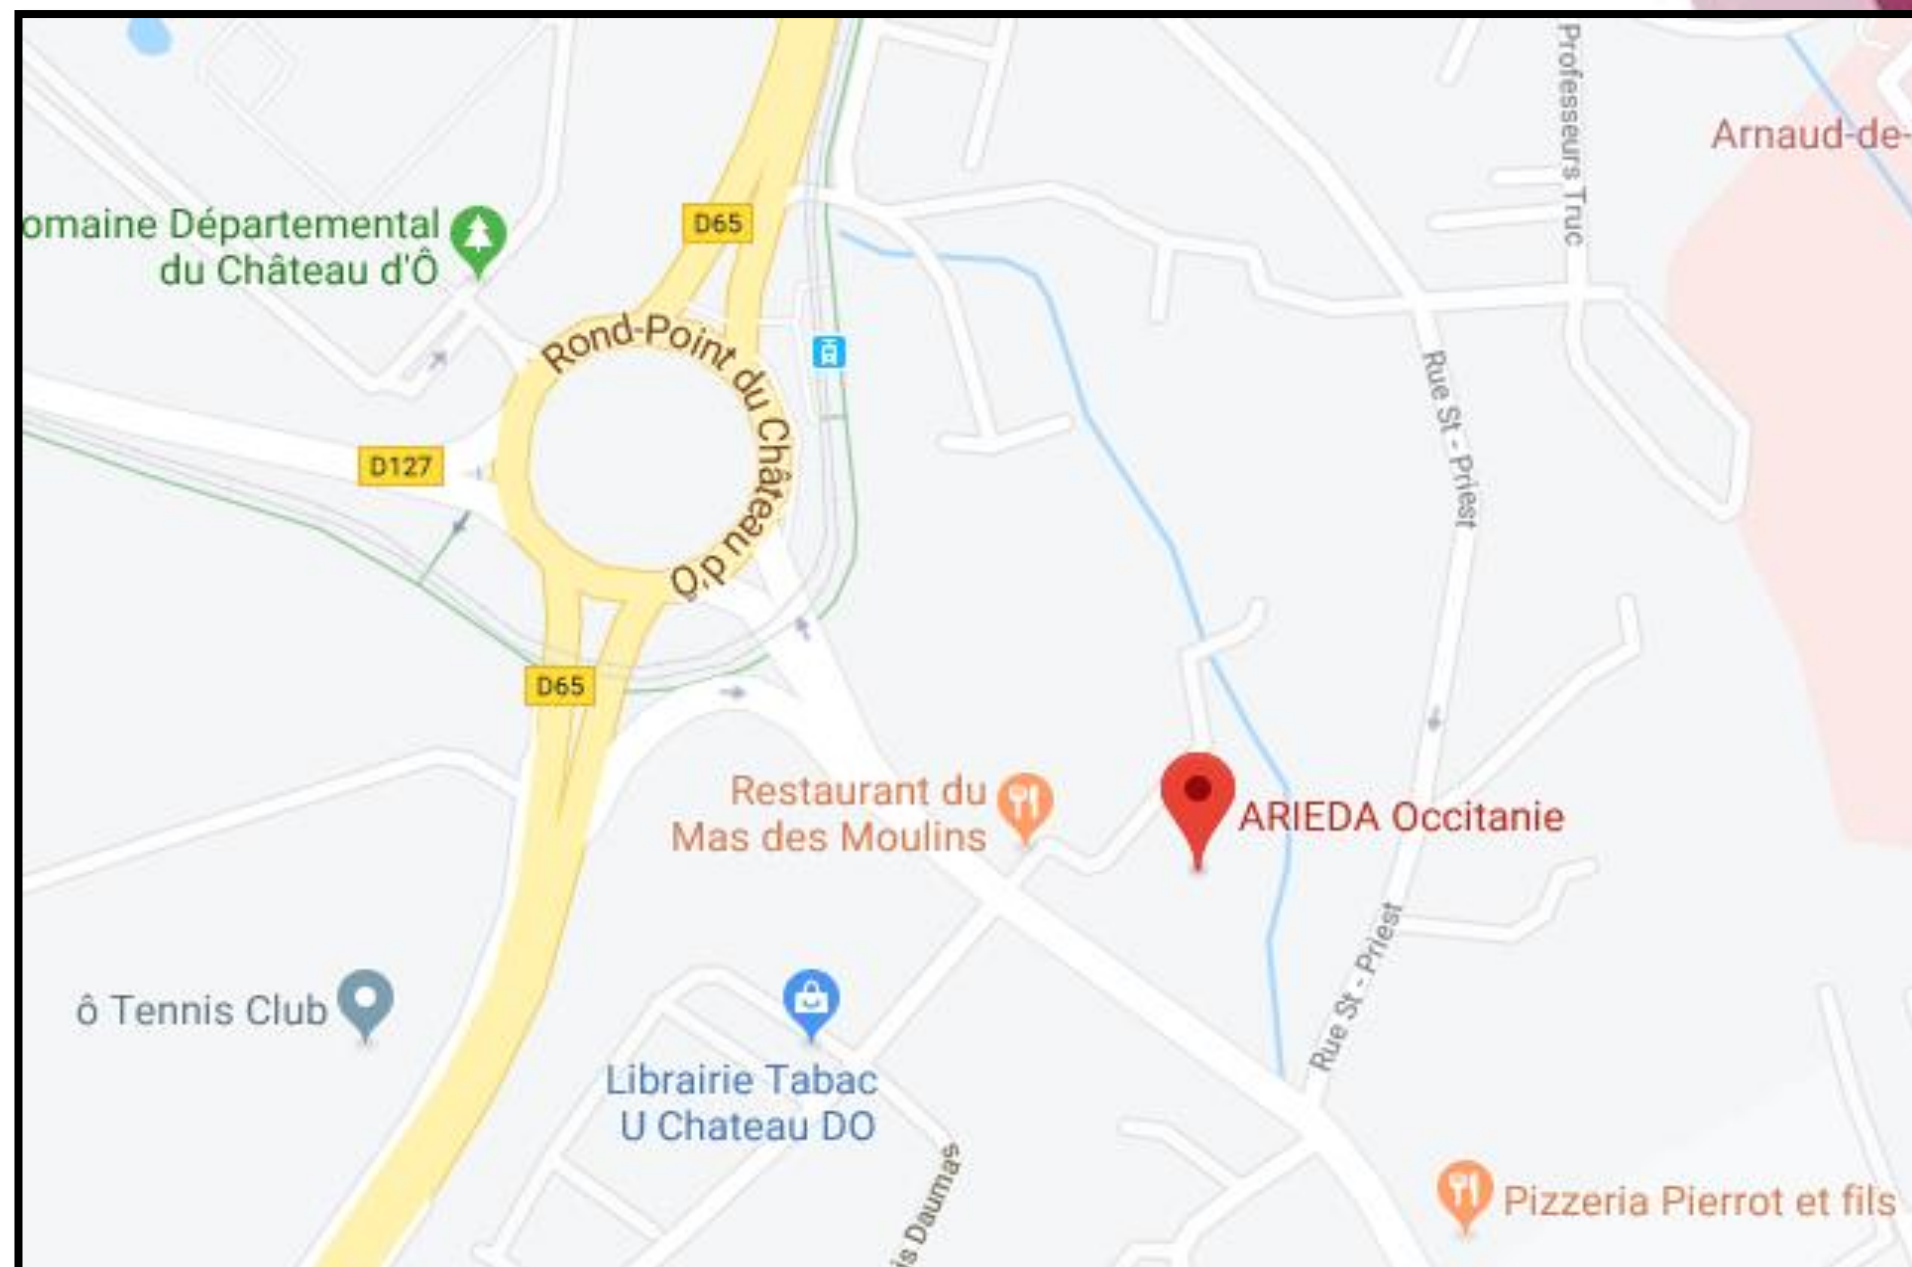 Professeurs Truc
Arnaud-de-
omaine Départemental
du Château d'Ô
D65
Rond-Point du Château d'O
Rue St - Priest
D127
D65
Restaurant du
Mas des Moulins
ARIEDA Occitanie
Rue St - Priest
ô Tennis Club
Librairie Tabac
U Chateau DO
is Daumas
Pizzeria Pierrot et fils